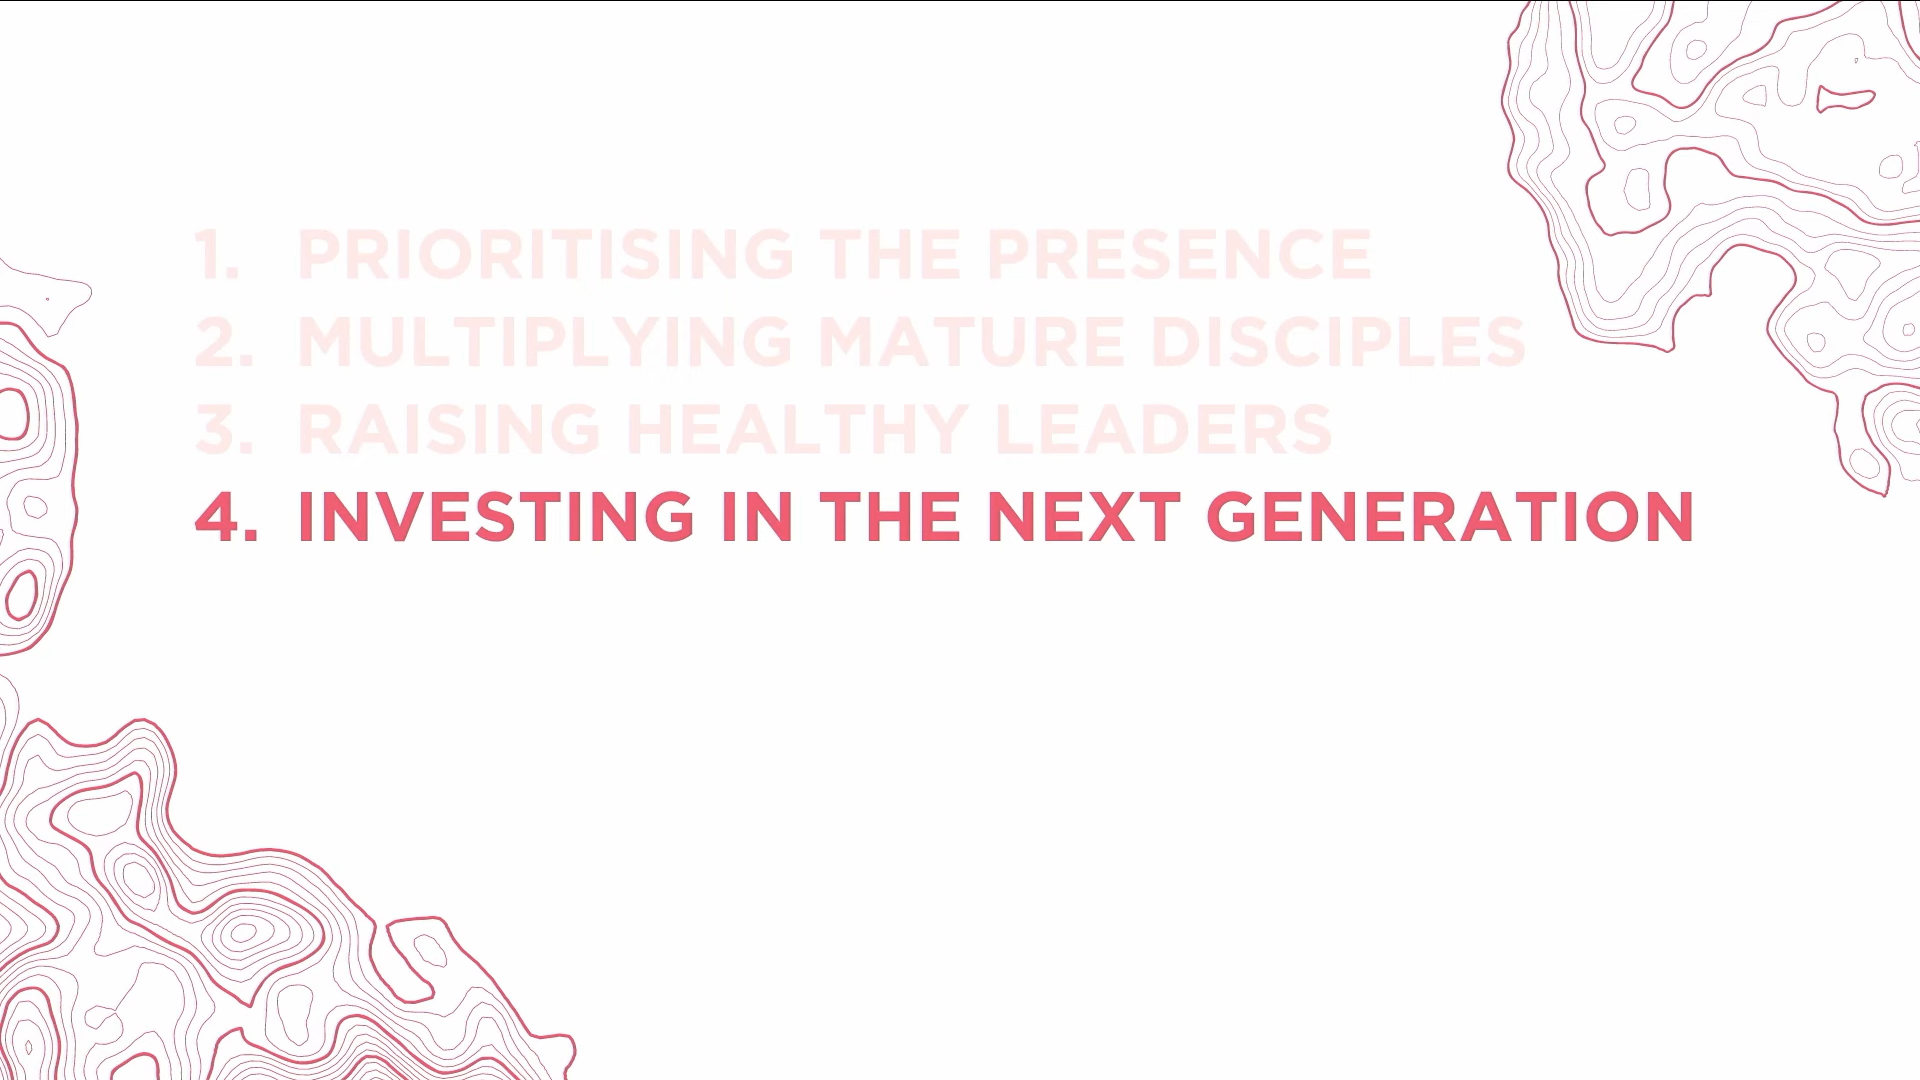 1. PRIORITISING THE PRESENCE
2. MULTIPLYING MATURE DISCIPLES
3. RAISING HEALTHY LEADERS
4. INVESTING IN THE NEXT GENERATION